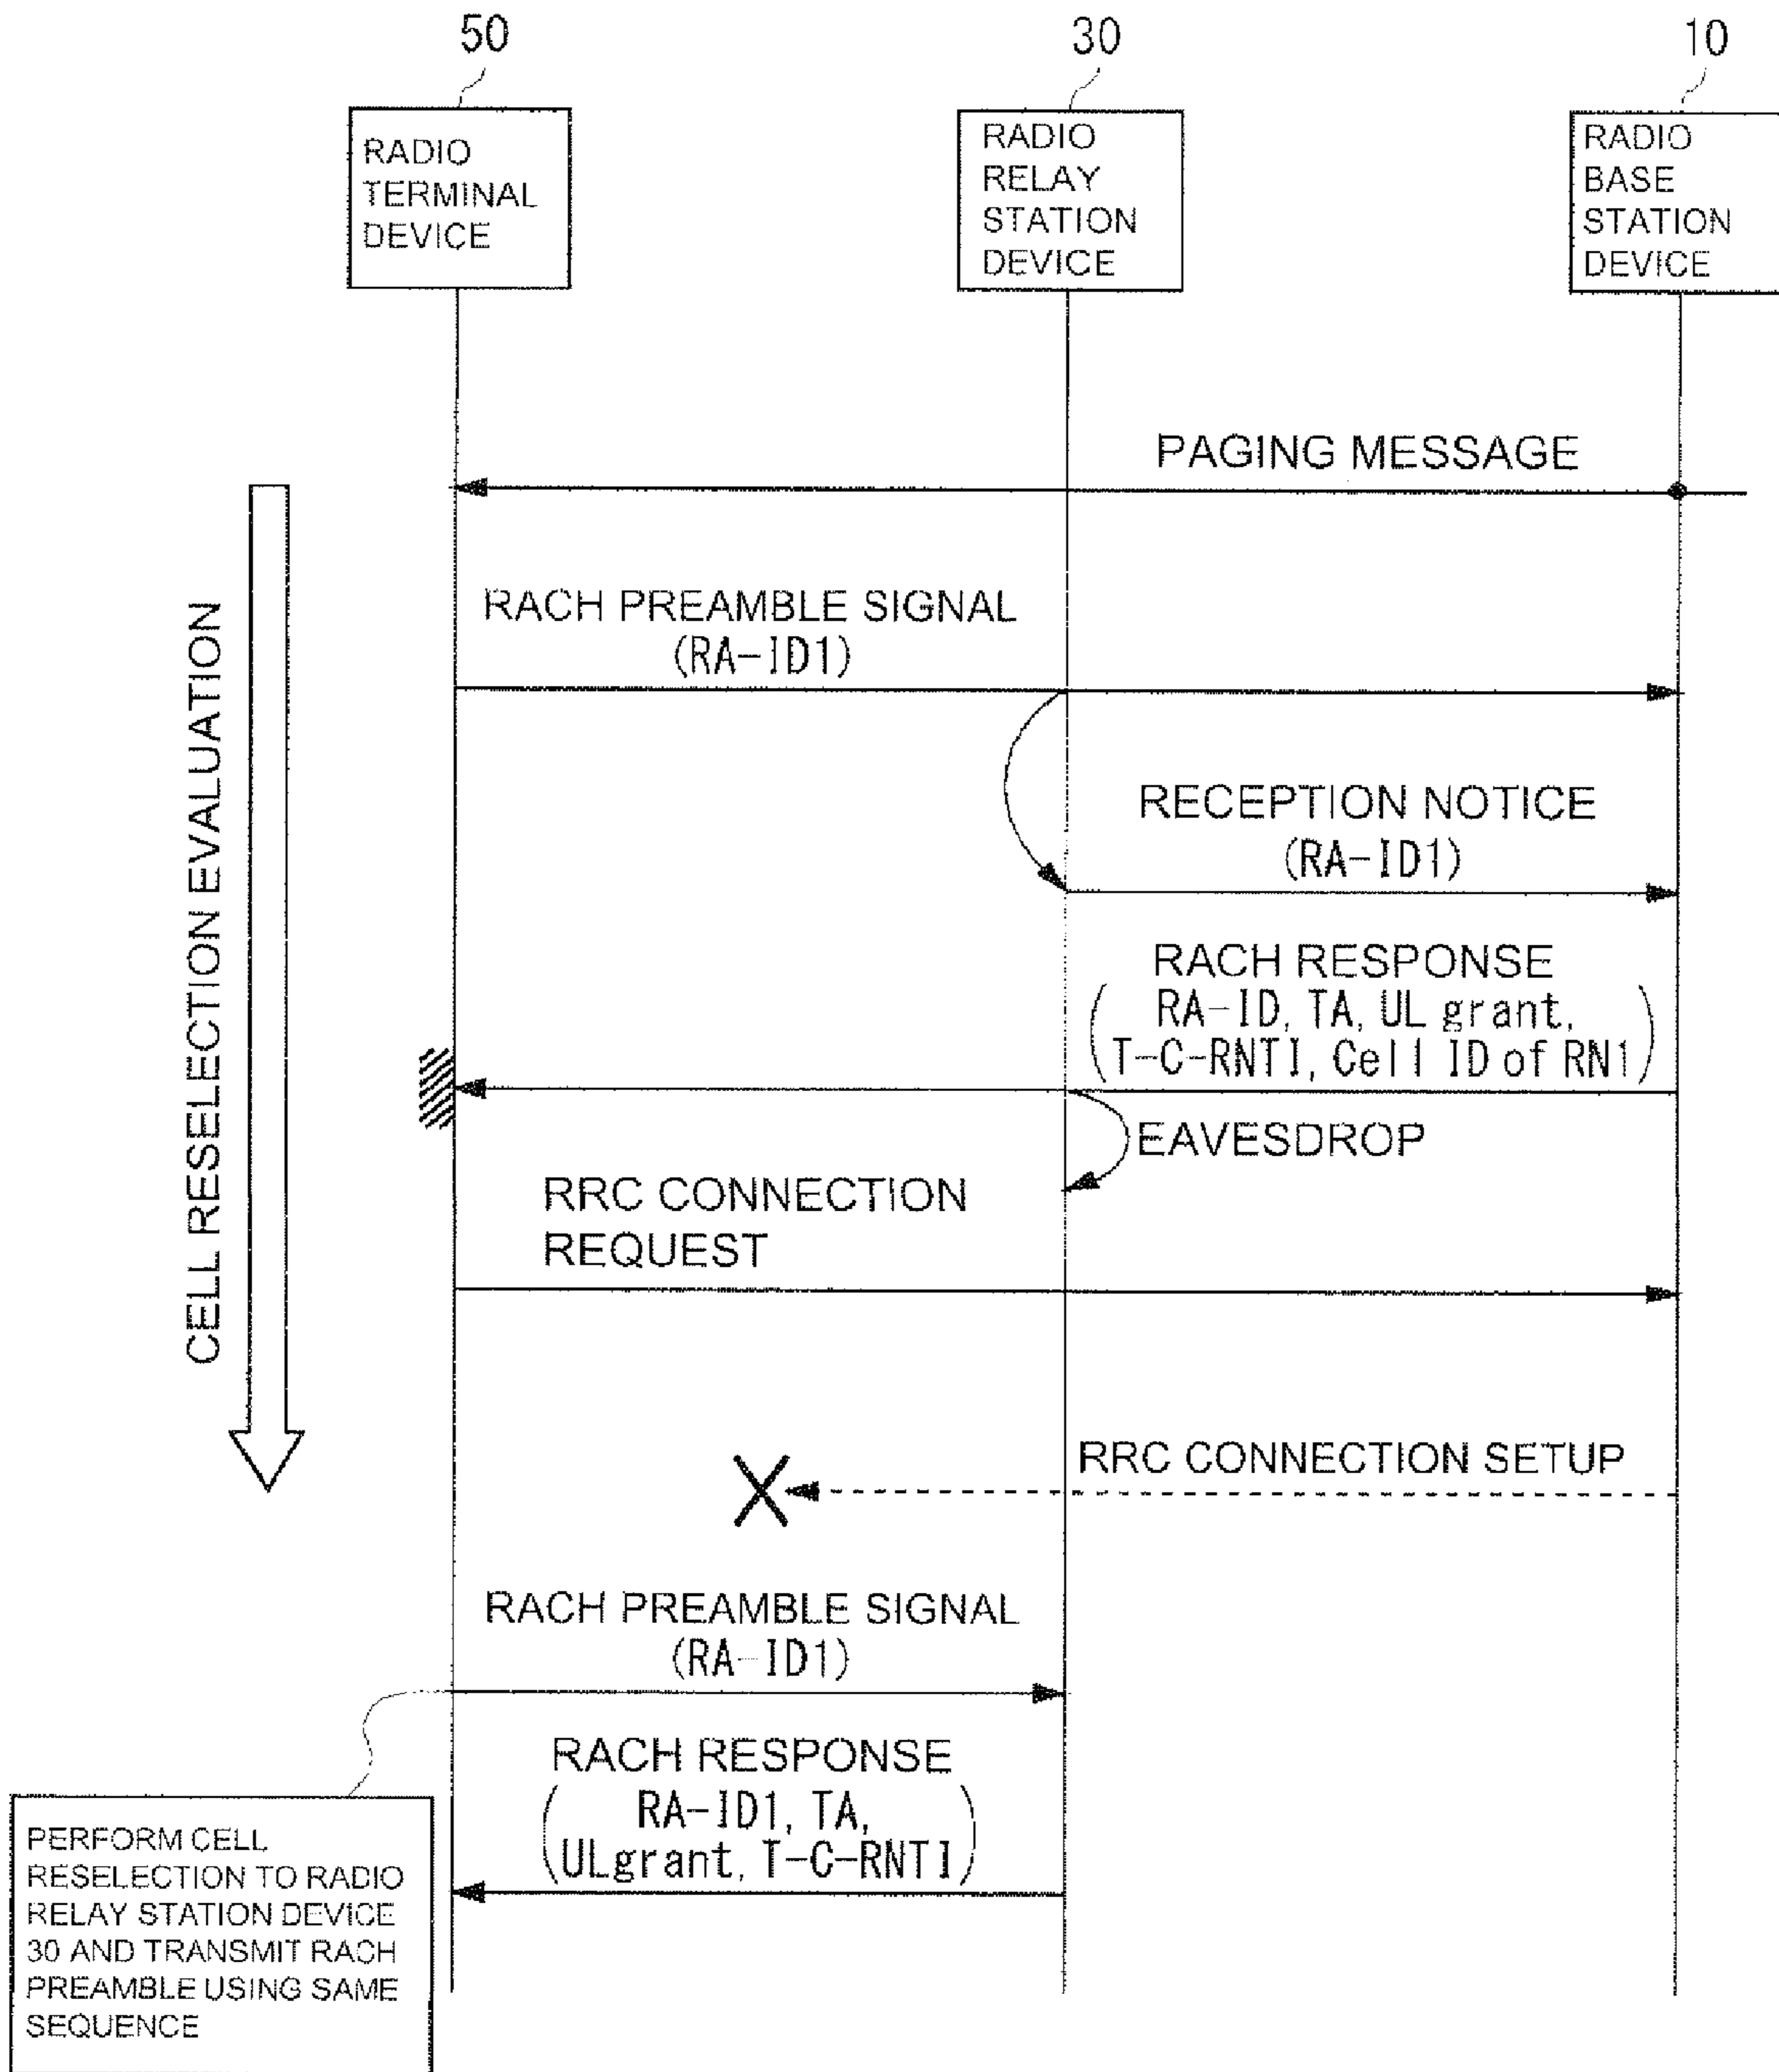 50
30
10
RADIO
TERMINAL
DEVICE
RADIO
RELAY
STATION
DEVICE
RADIO
BASE
STATION
DEVICE
PAGING MESSAGE
RACH PREAMBLE SIGNAL
(RA-ID1)
RECEPTION NOTICE
(RA-ID1)
CELL RESELECTION EVALUATION
RACH RESPONSE
(RA-ID, TA, UL grant,
T-C-RNTI, Cell ID of RN1)
EAVESDROP
RRC CONNECTION
REQUEST
RRC CONNECTION SETUP
RACH PREAMBLE SIGNAL
(RA-ID1)
RACH RESPONSE
(RA-ID1, TA,
ULgrant, T-C-RNTI)
PERFORM CELL
RESELECTION TO RADIO
RELAY STATION DEVICE
30 AND TRANSMIT RACH
PREAMBLE USING SAME
SEQUENCE